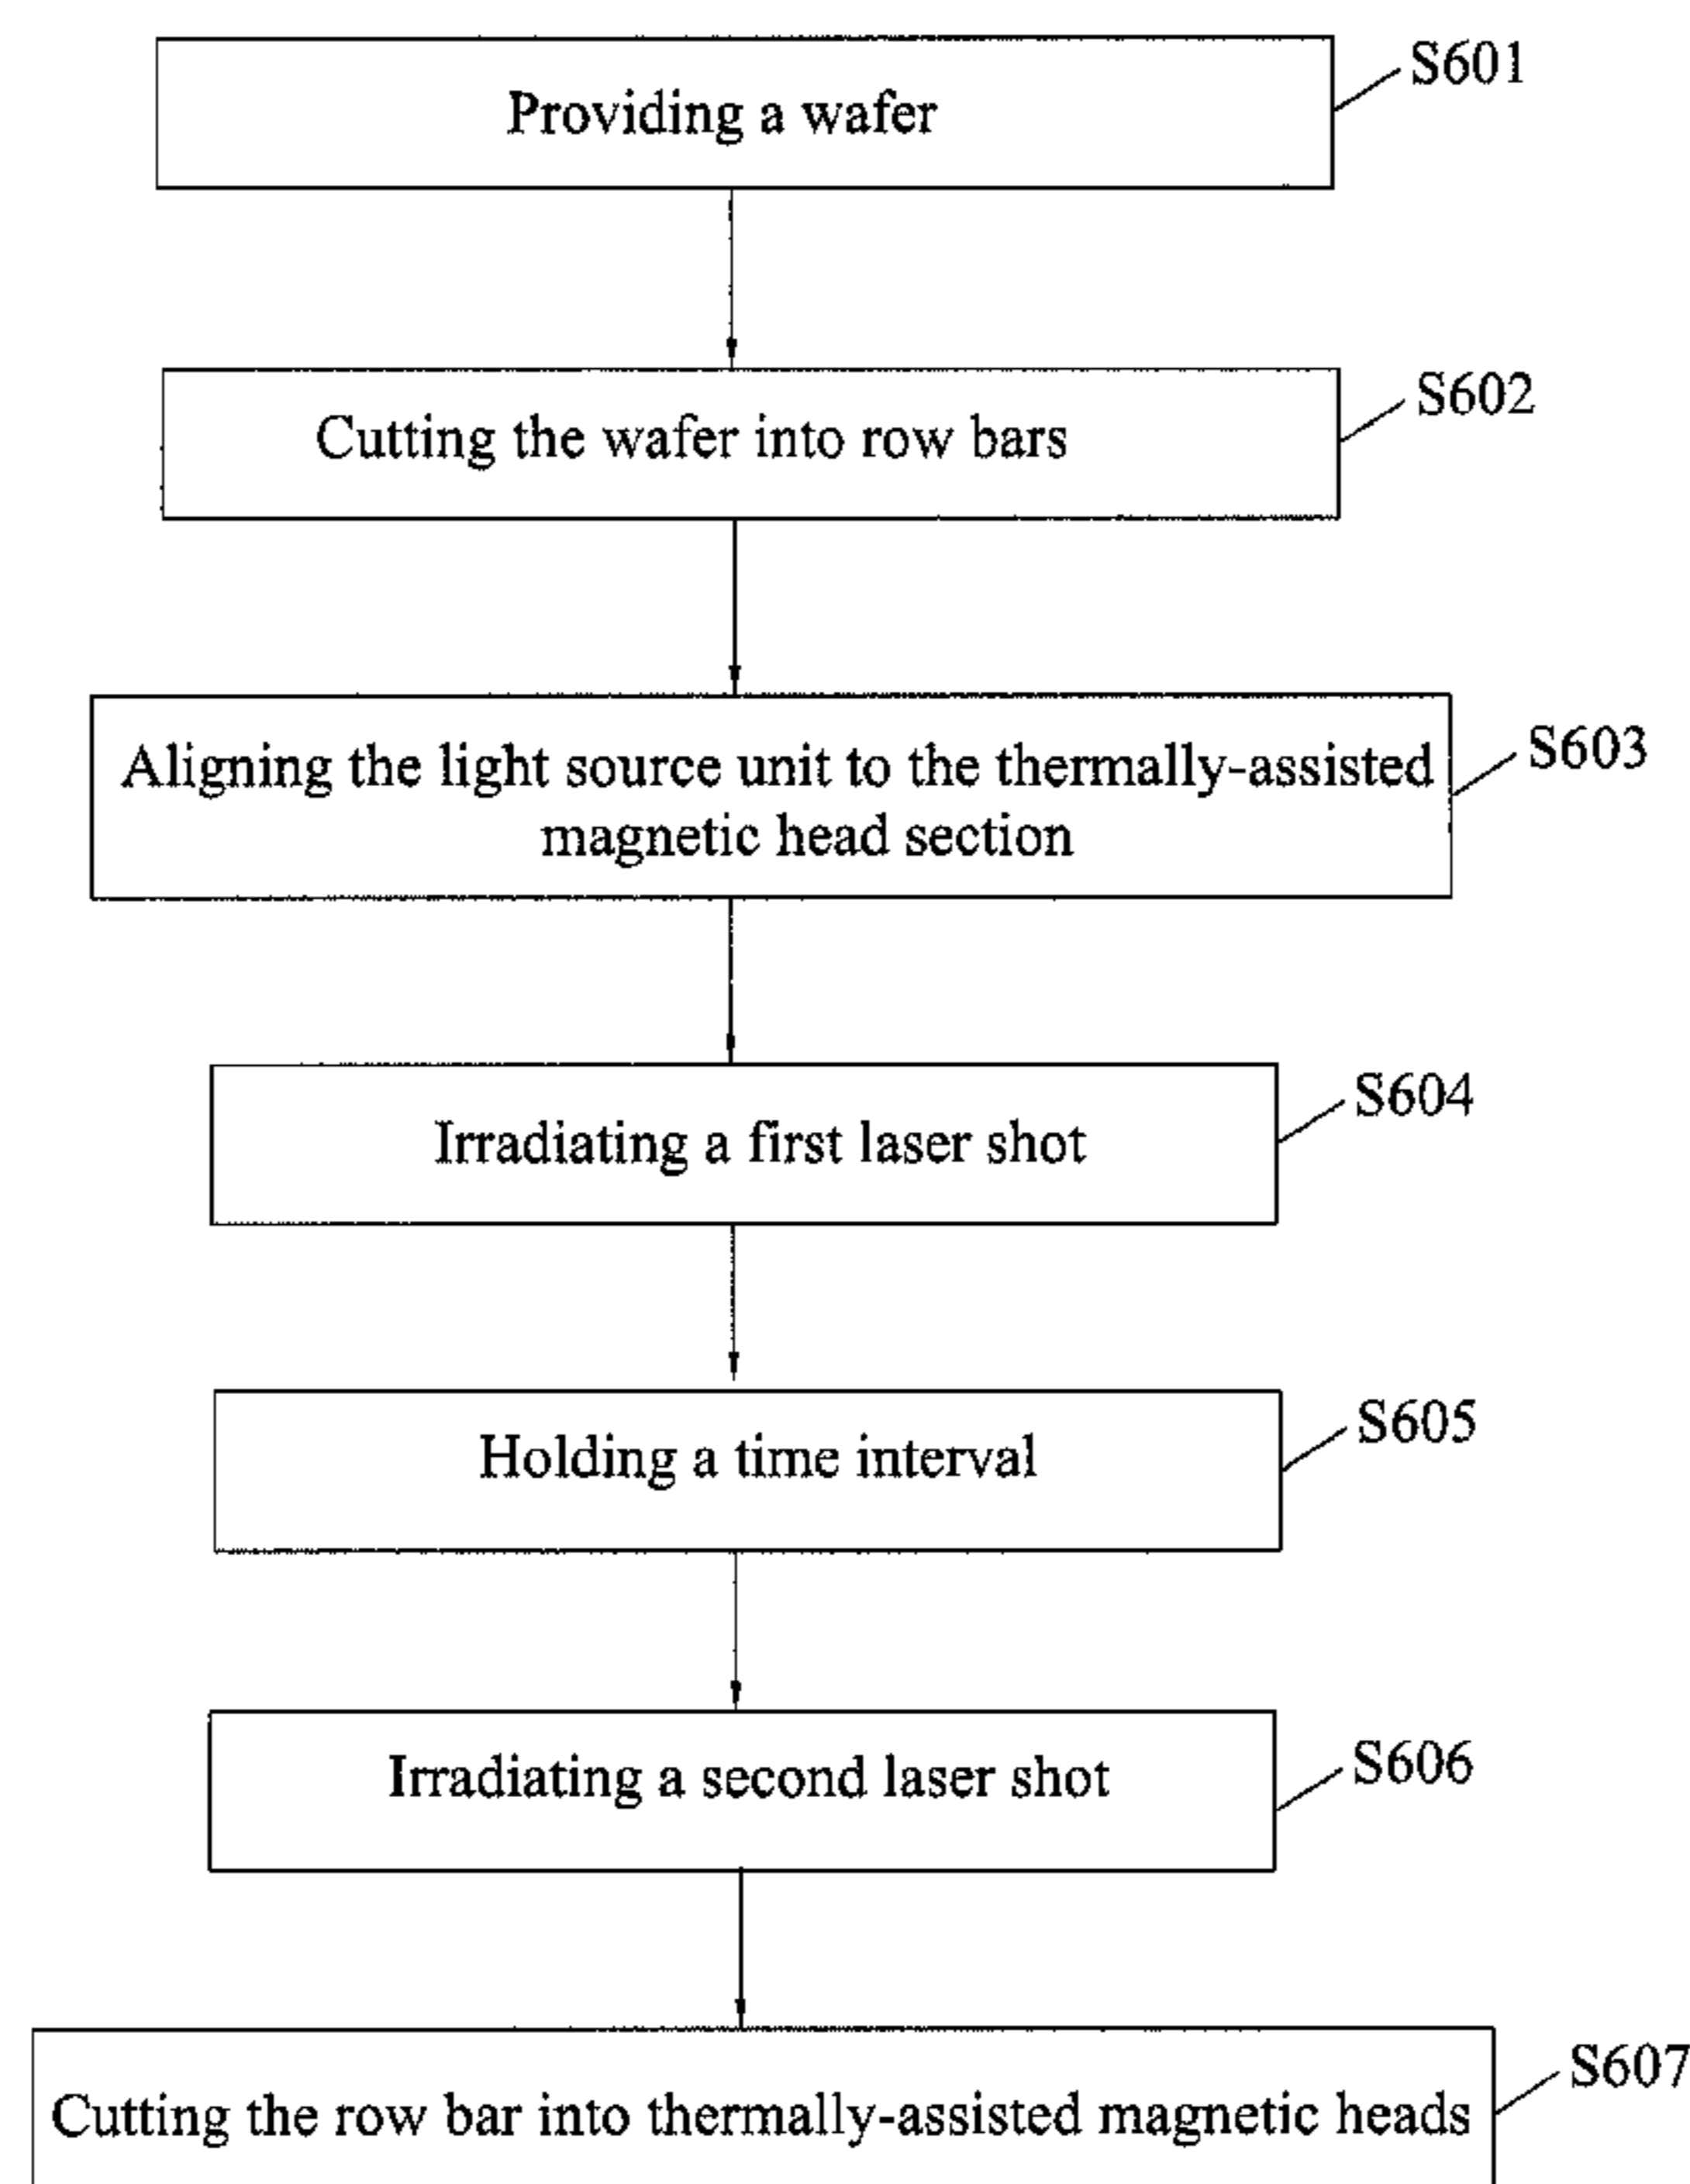 Providing a wafer
S601
Cutting the wafer into row bars
S602
Aligning the light source unit to the thermally-assisted
magnetic head section
S603
Irradiating a first laser shot
S604
Holding a time interval
S605
Irradiating a second laser shot
S606
Cutting the row bar into thermally-assisted magnetic heads
S607